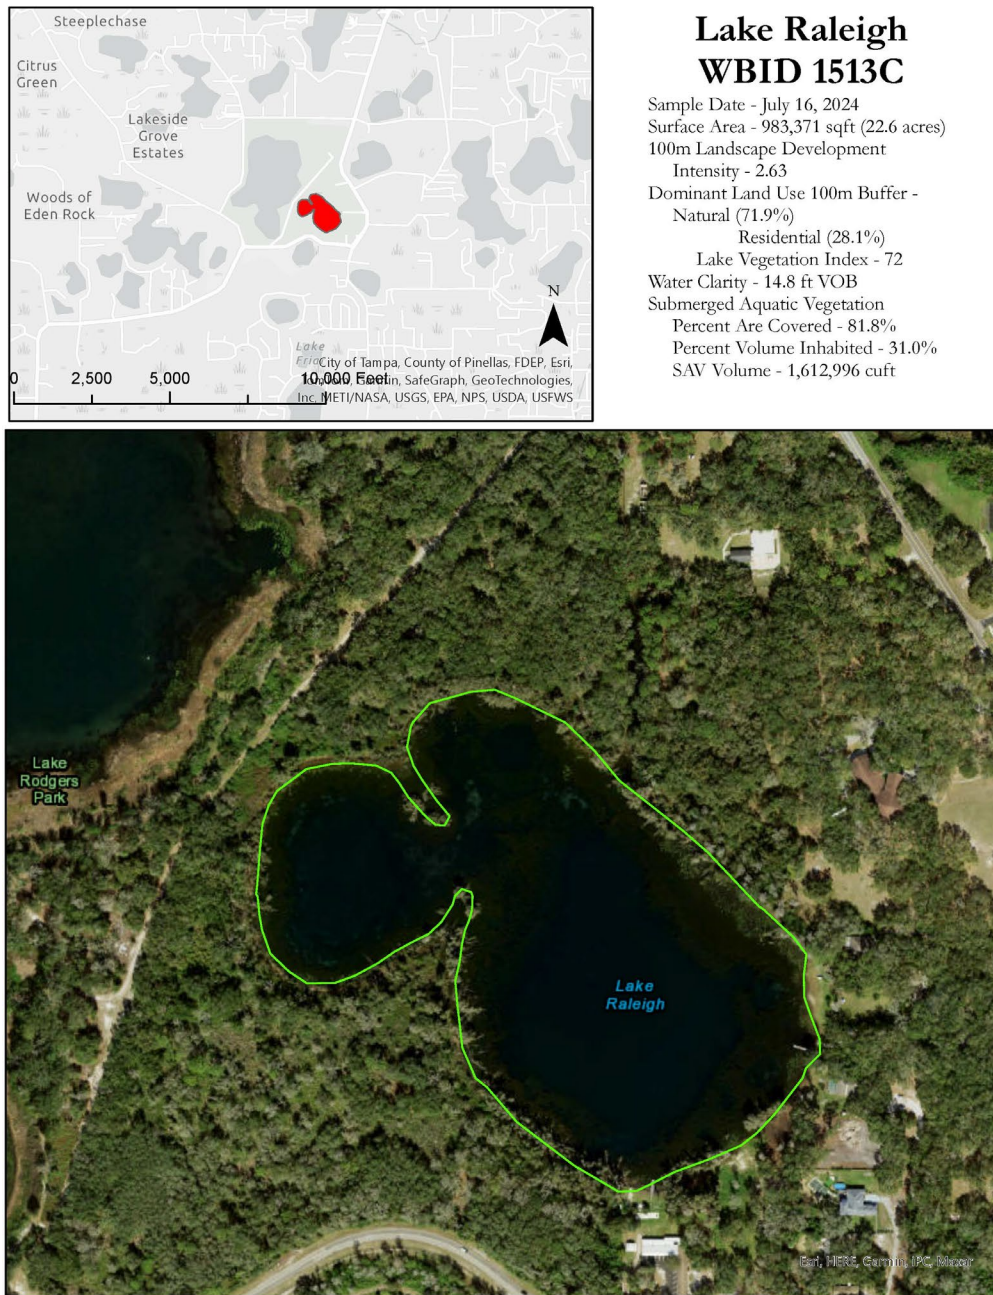 Steeplechase
Citrus
Green
Lakeside
Grove
Estates
Woods of
Eden Rock
N
Lake
City of Tampa, County of Pinellas, FDEP, Esri,
Garmin, SafeGraph, GeoTechnologies,
Inc, METI/NASA, USGS, EPA, NPS, USDA, USFWS
0 2,500 5,000 10,000 Feet
Lake Raleigh
WBID 1513C
Sample Date - July 16, 2024
Surface Area - 983,371 sqft (22.6 acres)
100m Landscape Development
Intensity - 2.63
Dominant Land Use 100m Buffer -
Natural (71.9%)
Residential (28.1%)
Lake Vegetation Index - 72
Water Clarity - 14.8 ft VOB
Submerged Aquatic Vegetation
Percent Are Covered - 81.8%
Percent Volume Inhabited - 31.0%
SAV Volume - 1,612,996 cuft
Lake
Rodgers
Park
Lake
Raleigh
Esri, HERE, Garmin, iPC, Maxar